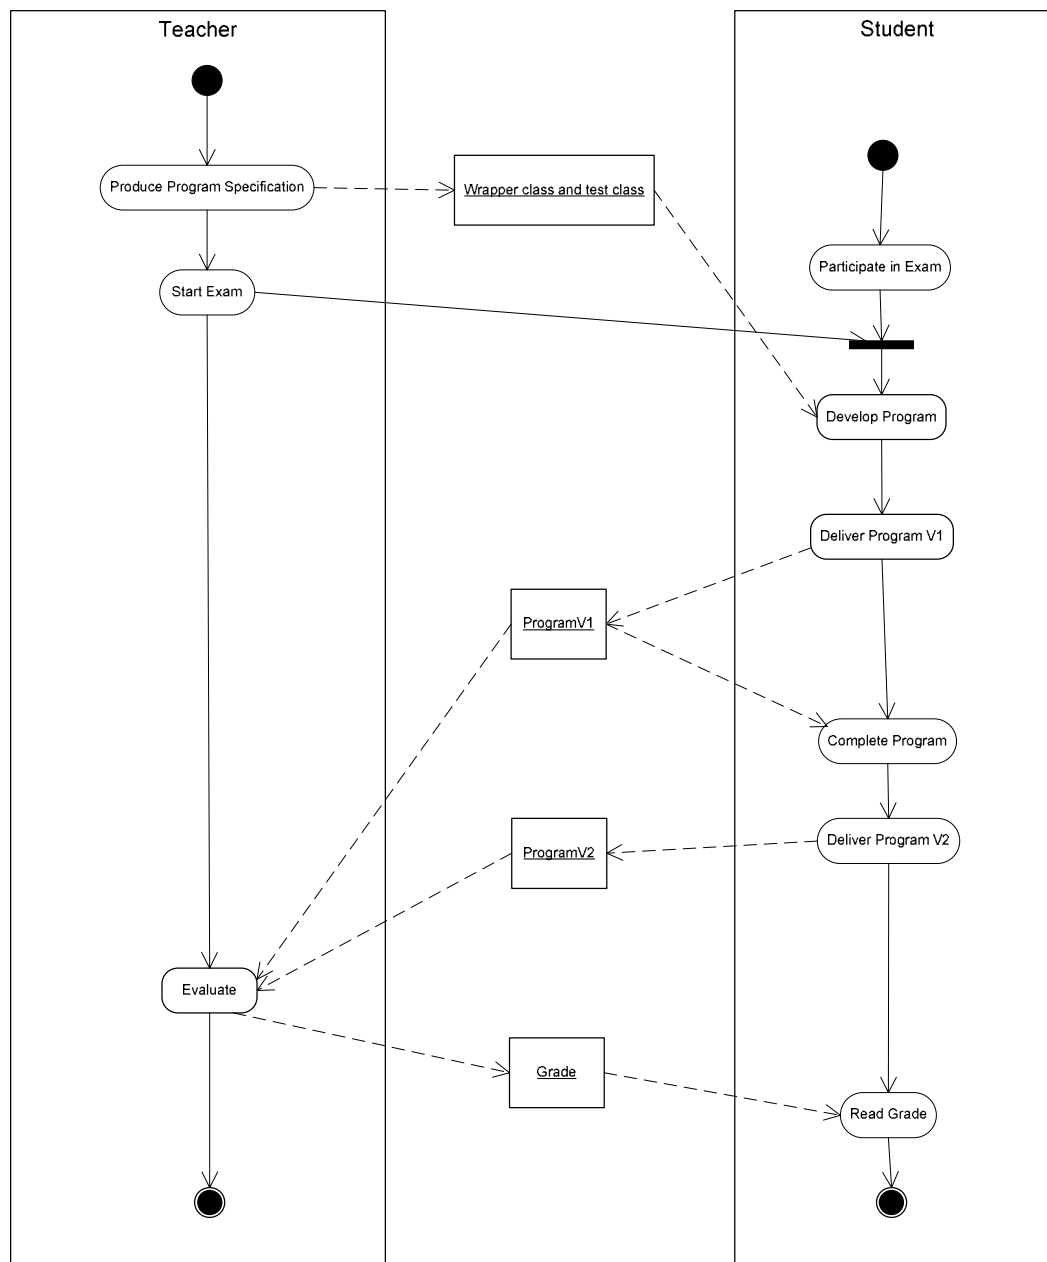 Teacher
Student
Produce Program Specification
Wrapper class and test class
Participate in Exam
Start Exam
Develop Program
Deliver Program V1
ProgramV1
Complete Program
Deliver Program V2
ProgramV2
Evaluate
Grade
Read Grade